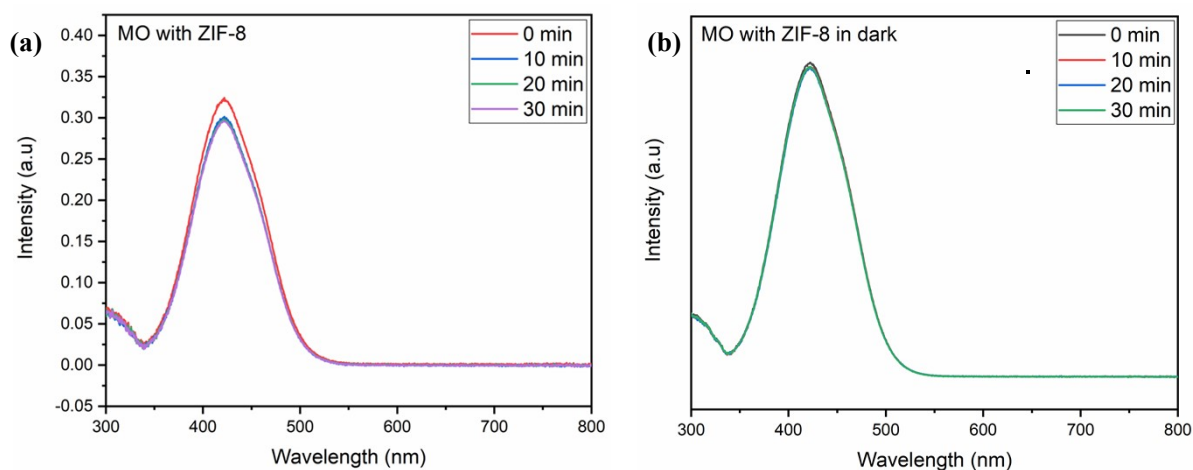 (a)
MO with ZIF-8
0 min
10 min
20 min
30 min
0.40
0.35
0.30
0.25
0.20
0.15
0.10
0.05
0.00
-0.05
Intensity (a.u)
300 400 500 600 700 800
Wavelength (nm)
(b)
MO with ZIF-8 in dark
0 min
10 min
20 min
30 min
Intensity (a.u)
300 400 500 600 700 800
Wavelength (nm)